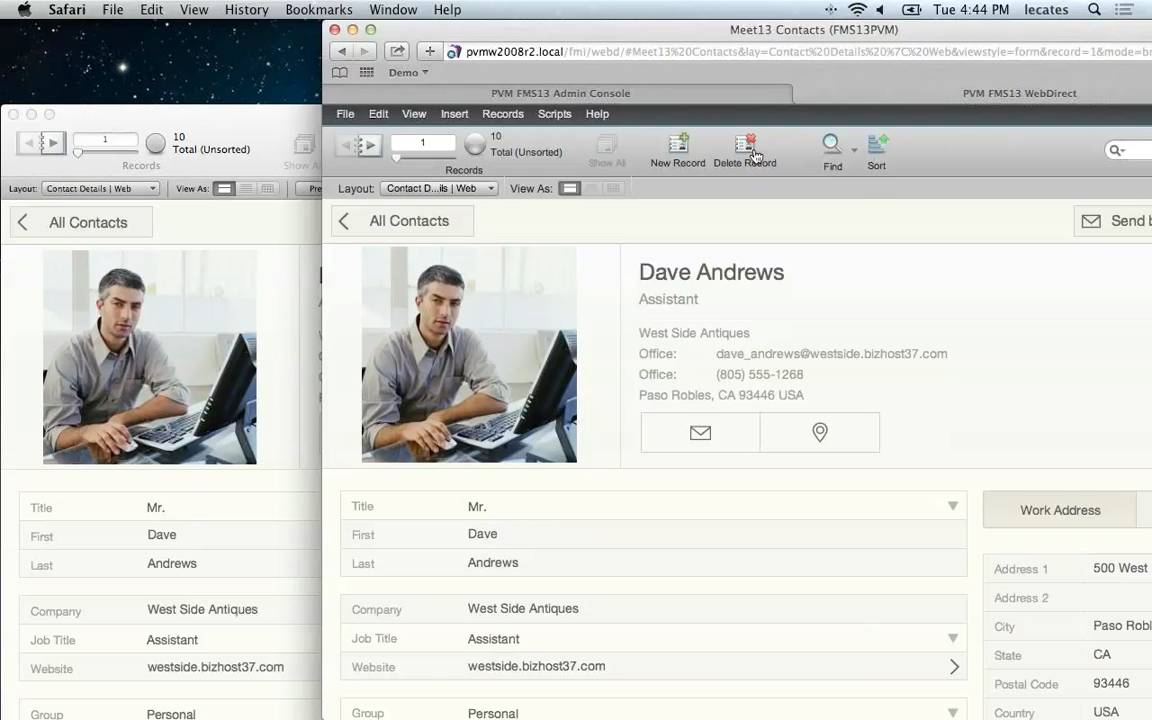 Safari File Edit View History Bookmarks Window Help Tue 4:44 PM lecates
Meet13 Contacts (FMS13PVM)
pvmw2008r2.local/fmi/webd/#Meet13%20Contacts&lay=Contact%20Details%20%7C%20Web&viewstyle=form&record=1&mode=br
Demo
PVM FMS13 Admin Console PVM FMS13 WebDirect
File Edit View Insert Records Scripts Help
1
10
Total (Unsorted)
Show All
Records
Layout: Contact Details | Web View As: Pre
All Contacts
Title Mr.
First Dave
Last Andrews
Company West Side Antiques
Job Title Assistant
Website westside.bizhost37.com
Group Personal
1
10
Total (Unsorted)
Records
Show All
New Record
Delete Record
Find
Sort
Layout: Contact D...ils | Web View As:
All Contacts
Send
Dave Andrews
Assistant
West Side Antiques
Office: dave_andrews@westside.bizhost37.com
Office: (805) 555-1268
Paso Robles, CA 93446 USA
Title Mr.
First Dave
Last Andrews
Company West Side Antiques
Job Title Assistant
Website westside.bizhost37.com
Group Personal
Work Address
Address 1 500 West
Address 2
City Paso Robl
State CA
Postal Code 93446
Country USA